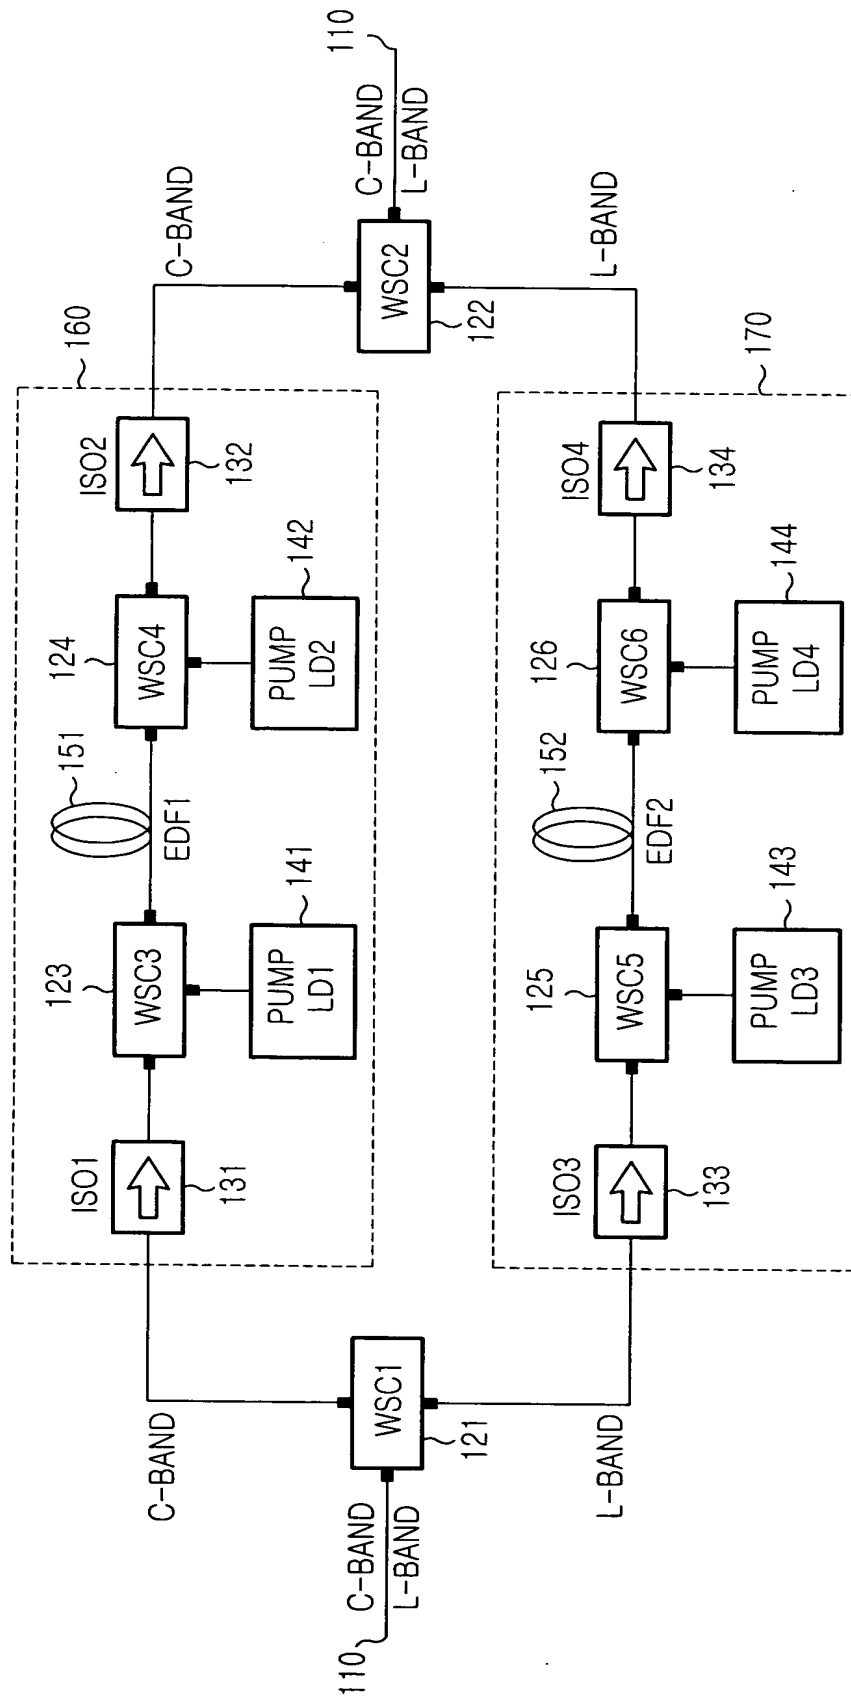 110
C-BAND
L-BAND
C-BAND
L-BAND
WSC1
121
160
ISO1
131
123
WSC3
PUMP
LD1
141
151
EDF1
124
WSC4
PUMP
LD2
142
ISO2
132
C-BAND
170
ISO3
133
125
WSC5
PUMP
LD3
143
152
EDF2
126
WSC6
PUMP
LD4
144
ISO4
134
L-BAND
WSC2
122
C-BAND
L-BAND
110